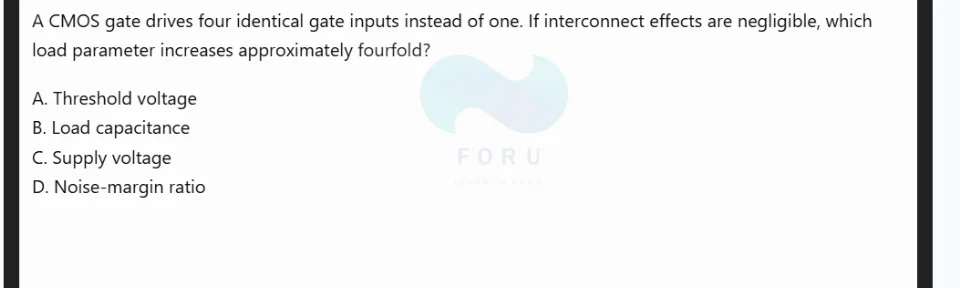 A CMOS gate drives four identical gate inputs instead of one. If interconnect effects are negligible, which
load parameter increases approximately fourfold?
A. Threshold voltage
B. Load capacitance
C. Supply voltage
D. Noise-margin ratio
FORU